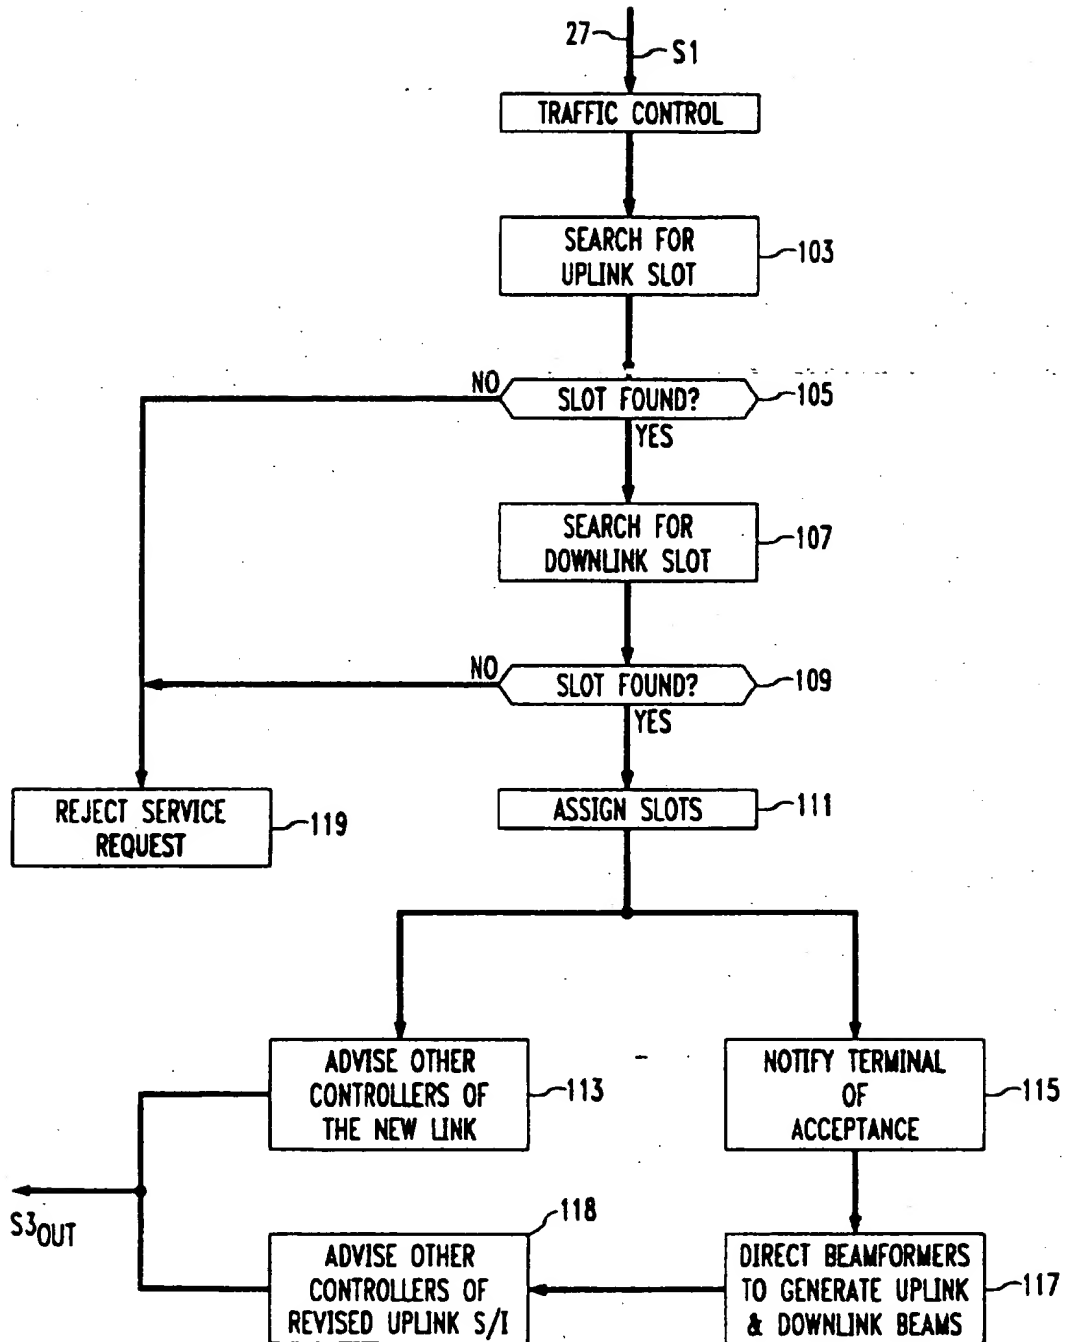 27
S1
TRAFFIC CONTROL
SEARCH FOR
UPLINK SLOT
103
NO
SLOT FOUND?
105
YES
SEARCH FOR
DOWNLINK SLOT
107
NO
SLOT FOUND?
109
YES
ASSIGN SLOTS
111
REJECT SERVICE
REQUEST
119
ADVISE OTHER
CONTROLLERS OF
THE NEW LINK
113
NOTIFY TERMINAL
OF
ACCEPTANCE
115
S3OUT
118
ADVISE OTHER
CONTROLLERS OF
REVISED UPLINK S/I
DIRECT BEAMFORMERS
TO GENERATE UPLINK
& DOWNLINK BEAMS
117